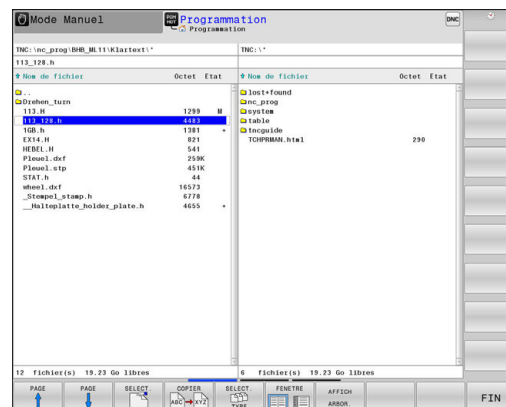 Mode Manuel
PGM MGT Programmation
Programmation
DNC
TNC:\nc_prog\BHB_ML11\Klartext\*
113_128.h
Nom de fichier Octet Etat
..
Drehen_turn
113.H 1299 M
113_128.h 4483
1GB.h 1381 +
EX14.H 821
HEBEL.H 541
Pleuel.dxf 259K
Pleuel.stp 451K
STAT.h 44
wheel.dxf 16573
_Stempel_stamp.h 6778
__Halteplatte_holder_plate.h 4655 +
12 fichier(s) 19.23 Go libres
TNC:\*
Nom de fichier Octet Etat
lost+found
nc_prog
system
table
tncguide
TCHPRMAN.html 290
6 fichier(s) 19.23 Go libres
PAGE
PAGE
SELECT.
COPIER
ABC XYZ
SELECT.
TYPE
FENETRE
AFFICH
ARBOR.
FIN